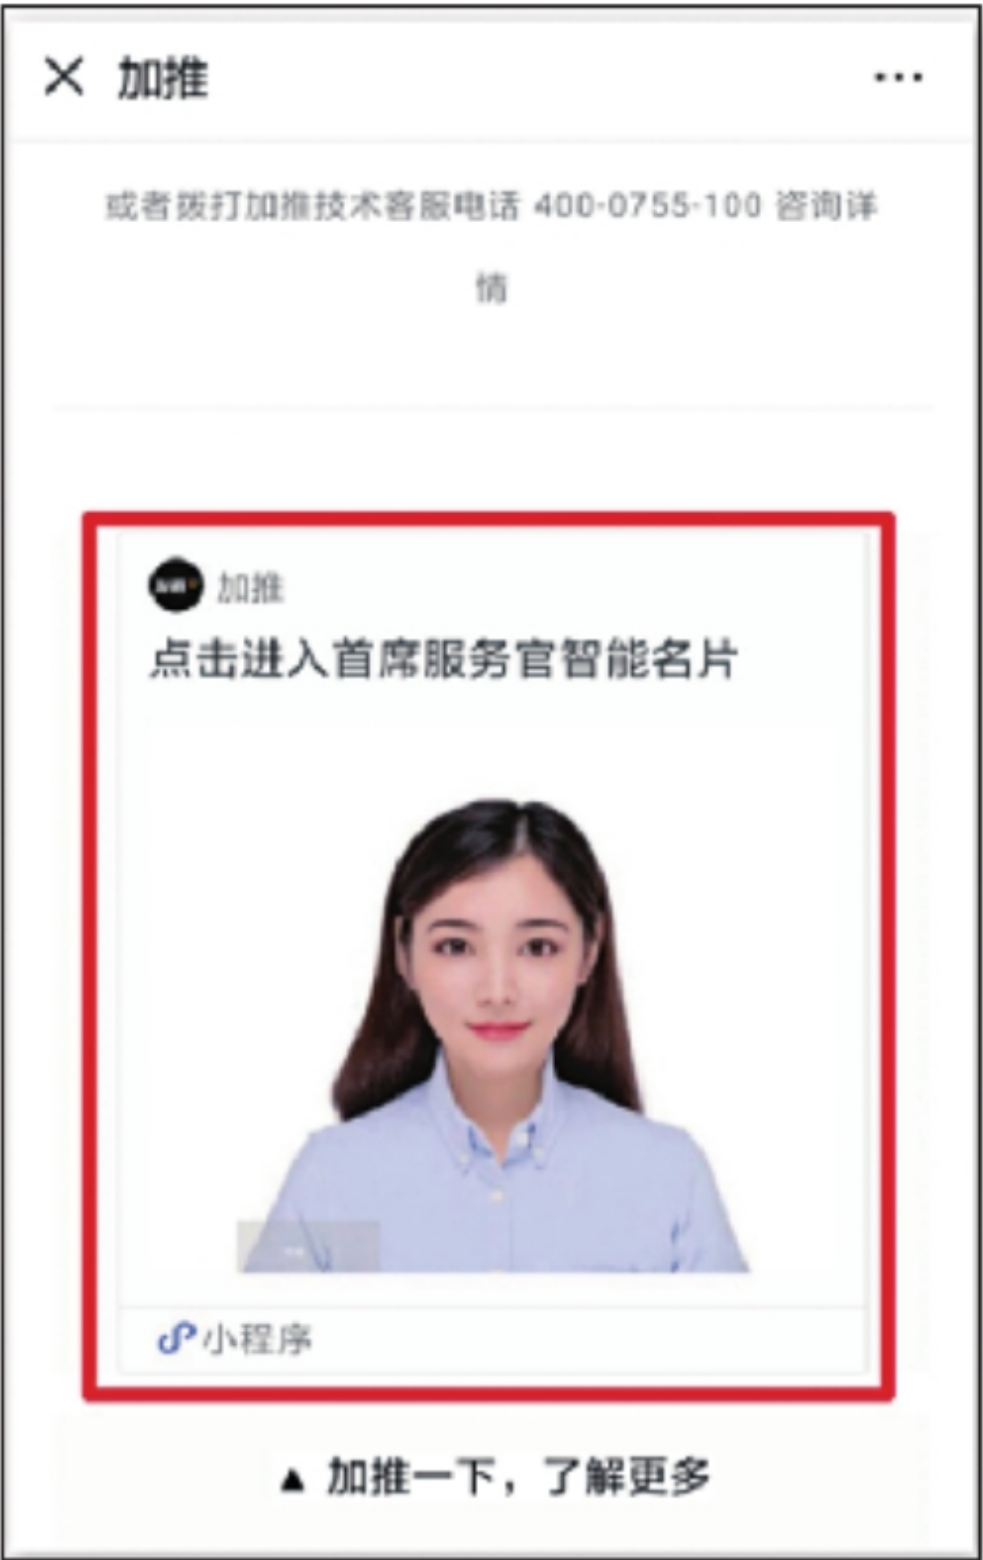 加推
或者拨打加推技术客服电话 400-0755-100 咨询详
情
加推
点击进入首席服务官智能名片
小程序
▲ 加推一下，了解更多